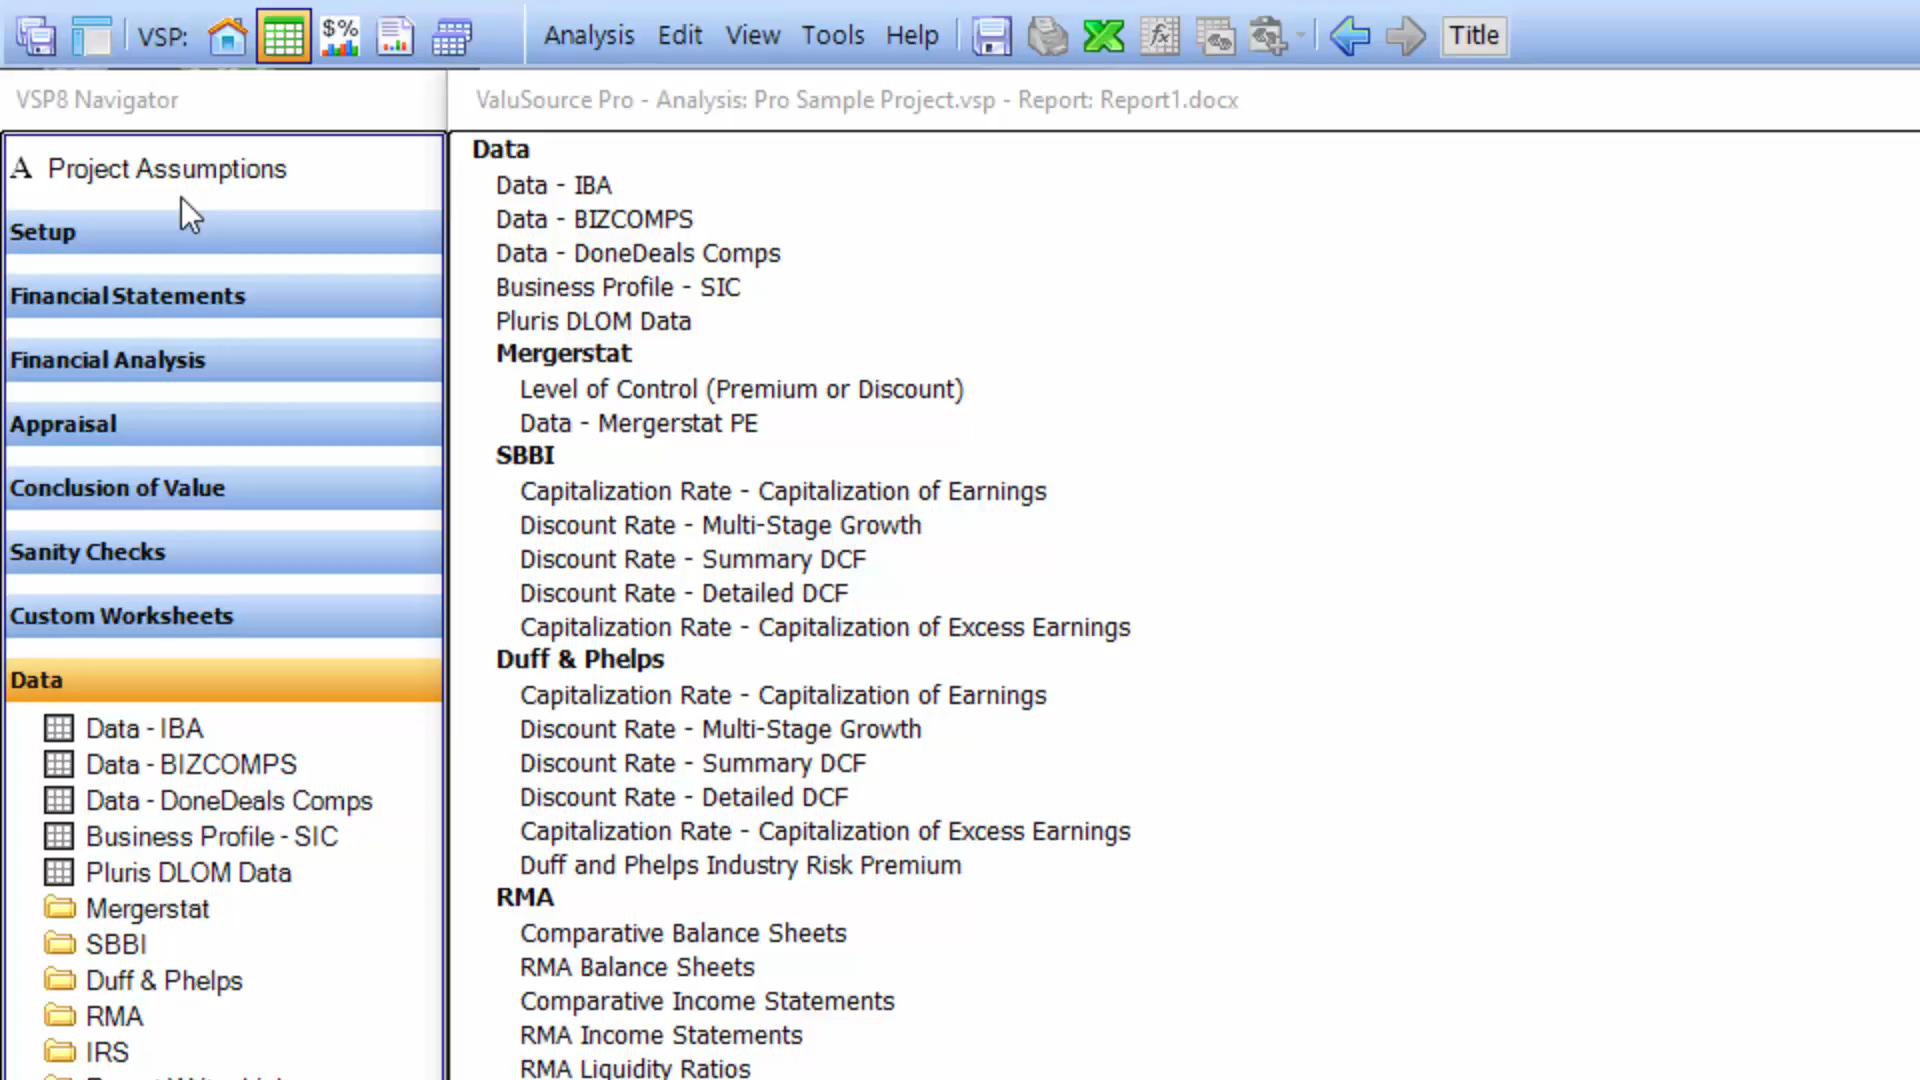 VSP: Analysis Edit View Tools Help Title
$%
fx
VSP8 Navigator
ValuSource Pro - Analysis: Pro Sample Project.vsp - Report: Report1.docx
A Project Assumptions
Setup
Financial Statements
Financial Analysis
Appraisal
Conclusion of Value
Sanity Checks
Custom Worksheets
Data
Data - IBA
Data - BIZCOMPS
Data - DoneDeals Comps
Business Profile - SIC
Pluris DLOM Data
Mergerstat
SBBI
Duff & Phelps
RMA
IRS
Data
Data - IBA
Data - BIZCOMPS
Data - DoneDeals Comps
Business Profile - SIC
Pluris DLOM Data
Mergerstat
Level of Control (Premium or Discount)
Data - Mergerstat PE
SBBI
Capitalization Rate - Capitalization of Earnings
Discount Rate - Multi-Stage Growth
Discount Rate - Summary DCF
Discount Rate - Detailed DCF
Capitalization Rate - Capitalization of Excess Earnings
Duff & Phelps
Capitalization Rate - Capitalization of Earnings
Discount Rate - Multi-Stage Growth
Discount Rate - Summary DCF
Discount Rate - Detailed DCF
Capitalization Rate - Capitalization of Excess Earnings
Duff and Phelps Industry Risk Premium
RMA
Comparative Balance Sheets
RMA Balance Sheets
Comparative Income Statements
RMA Income Statements
RMA Liquidity Ratios